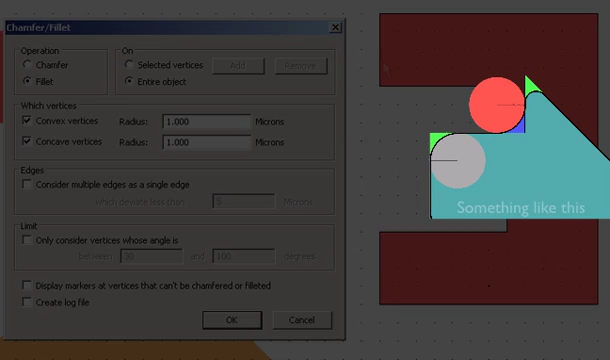 Chamfer/Fillet
Operation
Chamfer
Fillet
On
Selected vertices
Add
Remove
Entire object
Which vertices
Convex vertices
Radius:
1.000
Microns
Concave vertices
Radius:
1.000
Microns
Edges
Consider multiple edges as a single edge
which deviate less than
5
Microns
Limit
Only consider vertices whose angle is
between
30
and
100
degrees
Display markers at vertices that can't be chamfered or filleted
Create log file
OK
Cancel
Something like this